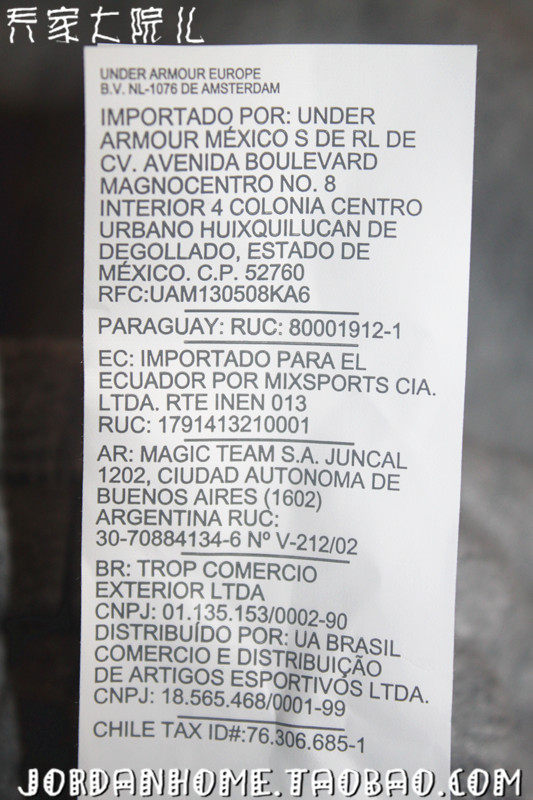 乔家大院儿
UNDER ARMOUR EUROPE
B.V. NL-1076 DE AMSTERDAM
IMPORTADO POR: UNDER
ARMOUR MÉXICO S DE RL DE
CV. AVENIDA BOULEVARD
MAGNOCENTRO NO. 8
INTERIOR 4 COLONIA CENTRO
URBANO HUIXQUILUCAN DE
DEGOLLADO, ESTADO DE
MÉXICO. C.P. 52760
RFC:UAM130508KA6
PARAGUAY: RUC: 80001912-1
EC: IMPORTADO PARA EL
ECUADOR POR MIXSPORTS CIA.
LTDA. RTE INEN 013
RUC: 1791413210001
AR: MAGIC TEAM S.A. JUNCAL
1202, CIUDAD AUTONOMA DE
BUENOS AIRES (1602)
ARGENTINA RUC:
30-70884134-6 Nº V-212/02
BR: TROP COMERCIO
EXTERIOR LTDA
CNPJ: 01.135.153/0002-90
DISTRIBUÍDO POR: UA BRASIL
COMERCIO E DISTRIBUIÇÃO
DE ARTIGOS ESPORTIVOS LTDA.
CNPJ: 18.565.468/0001-99
CHILE TAX ID#:76.306.685-1
JORDANHOME.TAOBAO.COM